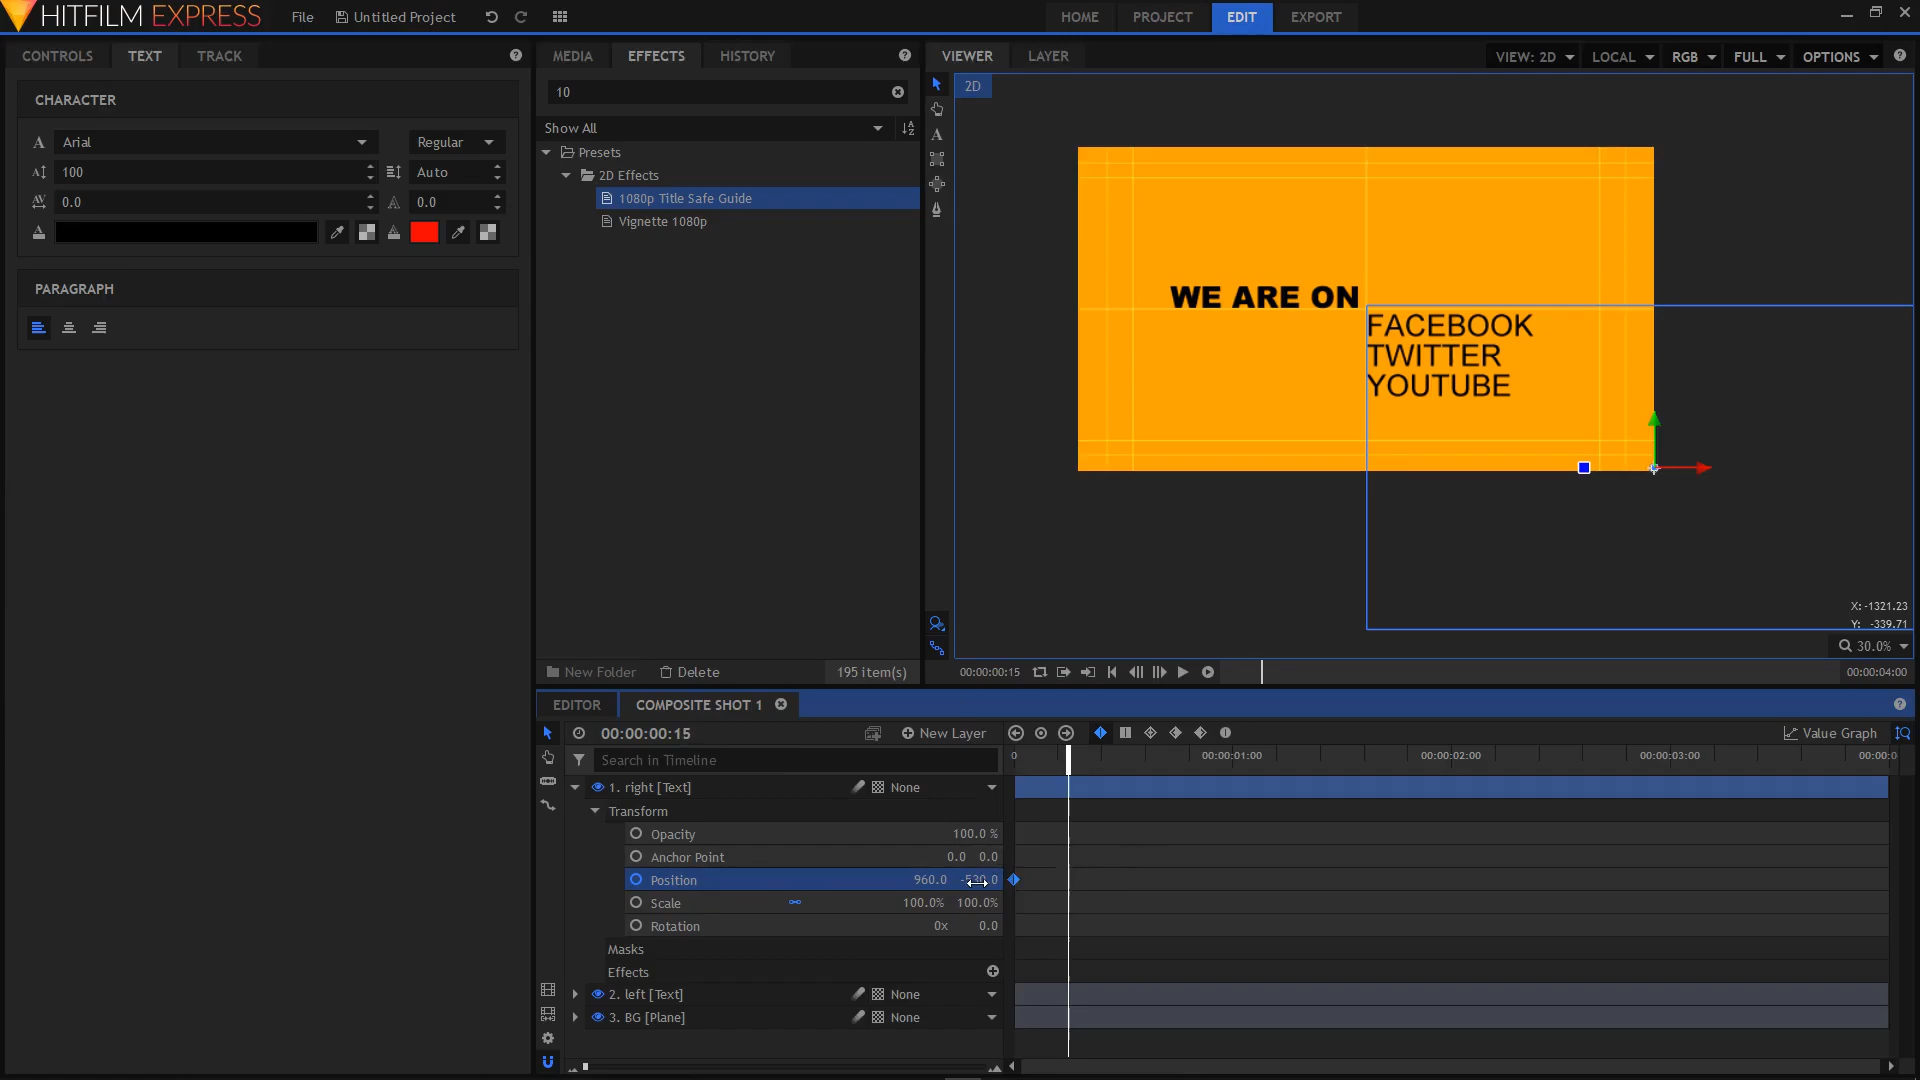 HITFILM EXPRESS
File
Untitled Project
HOME
PROJECT
EDIT
EXPORT
CONTROLS
TEXT
TRACK
CHARACTER
Arial
Regular
100
Auto
0.0
0.0
PARAGRAPH
MEDIA
EFFECTS
HISTORY
10
Show All
Presets
2D Effects
1080p Title Safe Guide
Vignette 1080p
New Folder
Delete
195 item(s)
VIEWER
LAYER
VIEW: 2D
LOCAL
RGB
FULL
OPTIONS
2D
WE ARE ON
FACEBOOK
TWITTER
YOUTUBE
X: -1321.23
Y: -339.71
30.0%
00:00:00:15
00:00:04:00
EDITOR
COMPOSITE SHOT 1
00:00:00:15
New Layer
Value Graph
Search in Timeline
0
00:00:01:00
00:00:02:00
00:00:03:00
00:00:0
1. right [Text]
None
Transform
Opacity
100.0 %
Anchor Point
0.0 0.0
Position
960.0
Scale
100.0% 100.0%
Rotation
0x 0.0
Masks
Effects
2. left [Text]
None
3. BG [Plane]
None